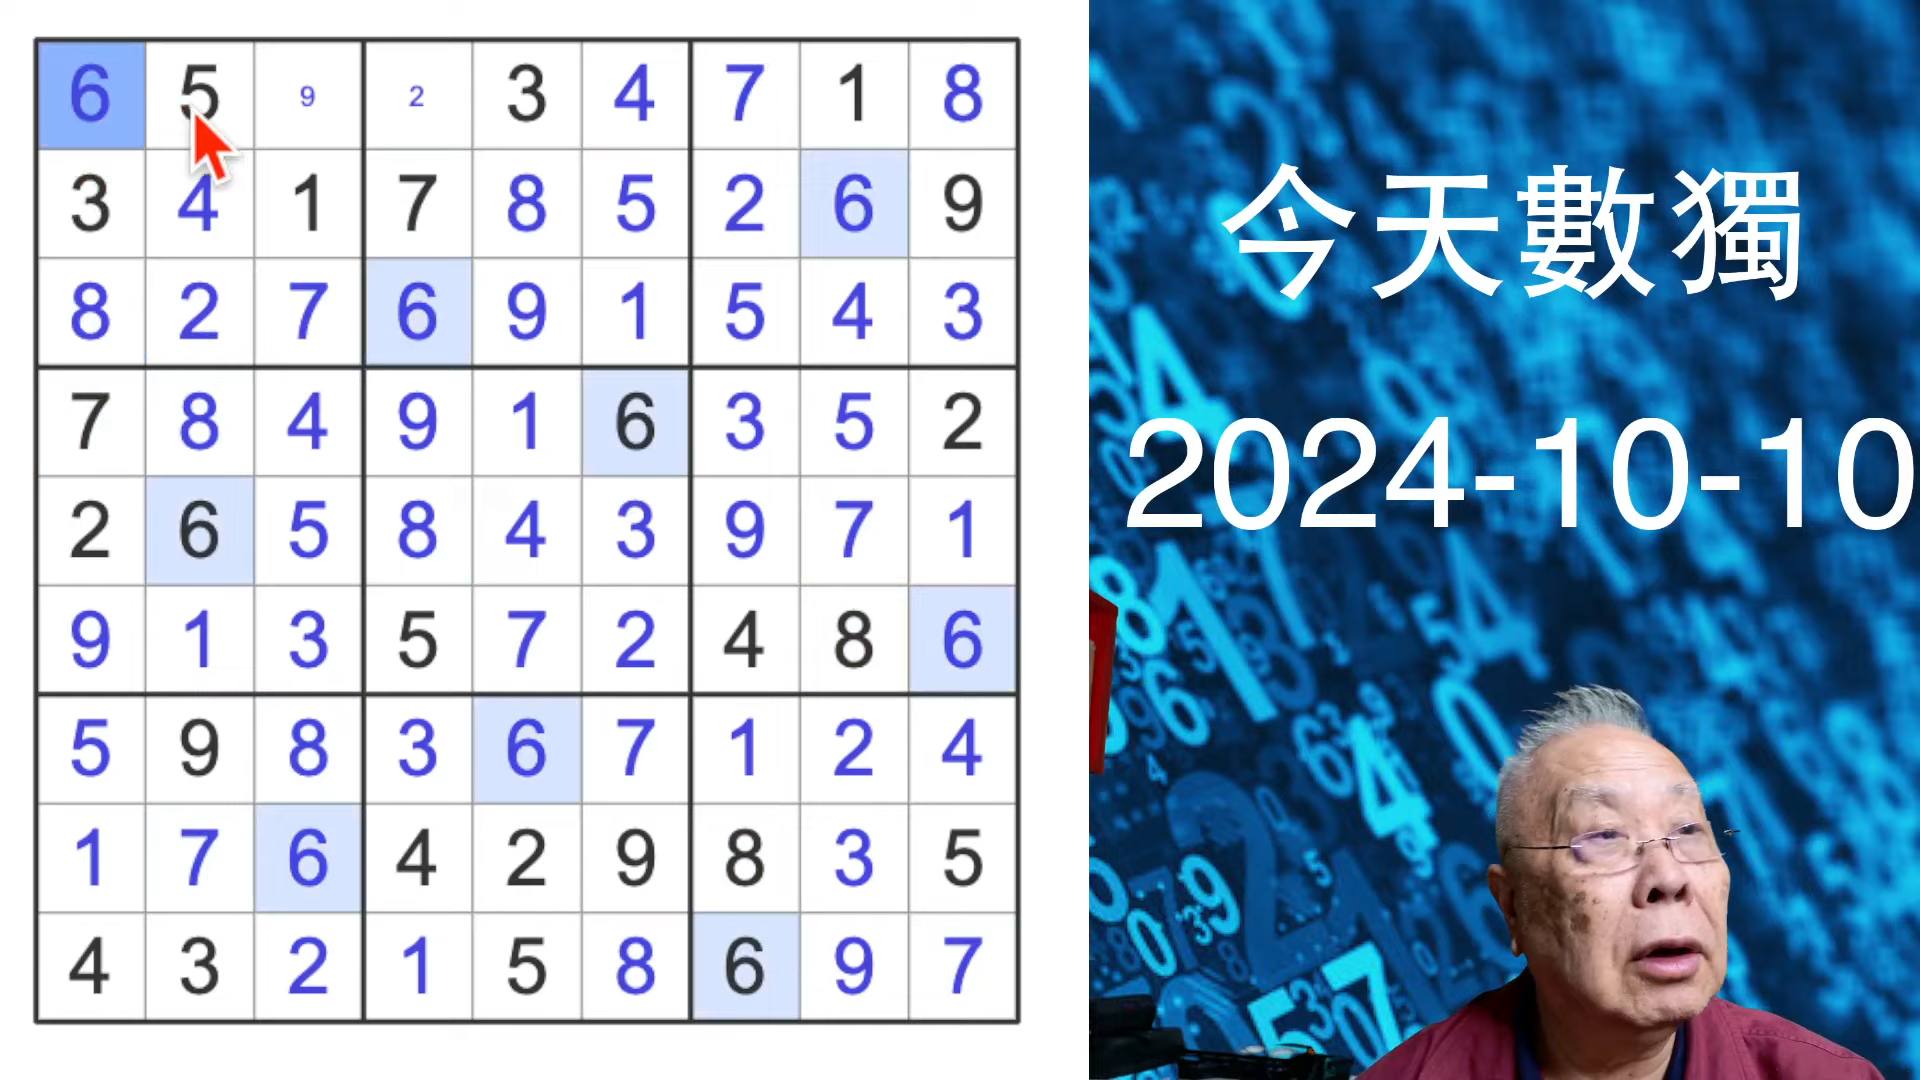 6 5 9 2 3 4 7 1 8
3 4 1 7 8 5 2 6 9
8 2 7 6 9 1 5 4 3
7 8 4 9 1 6 3 5 2
2 6 5 8 4 3 9 7 1
9 1 3 5 7 2 4 8 6
5 9 8 3 6 7 1 2 4
1 7 6 4 2 9 8 3 5
4 3 2 1 5 8 6 9 7
今天數獨
2024-10-10